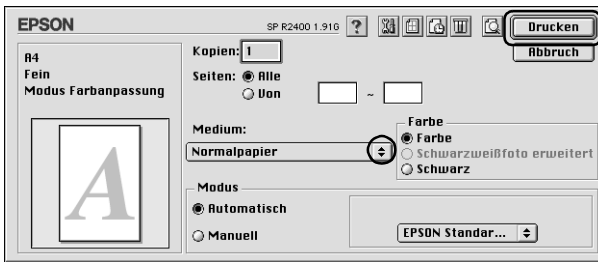 EPSON
SP R2400 1.91G
?
Drucken
Abbruch
A4
Fein
Modus Farbanpassung
A
Kopien: 1
Seiten: Alle
Von ~
Medium:
Normalpapier
Farbe
Farbe
Schwarzweißfoto erweitert
Schwarz
Modus
Automatisch
Manuell
EPSON Standar...